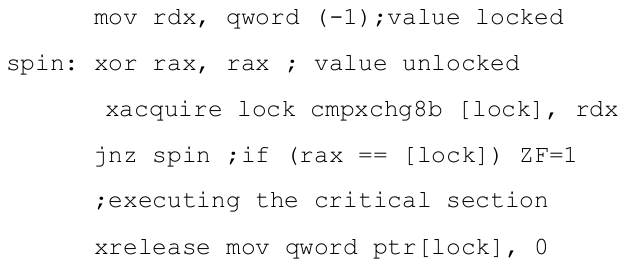 mov rdx, qword (-1);value locked
spin: xor rax, rax ; value unlocked
xacquire lock cmpxchg8b [lock], rdx
jnz spin ;if (rax == [lock]) ZF=1
;executing the critical section
xrelease mov qword ptr[lock], 0